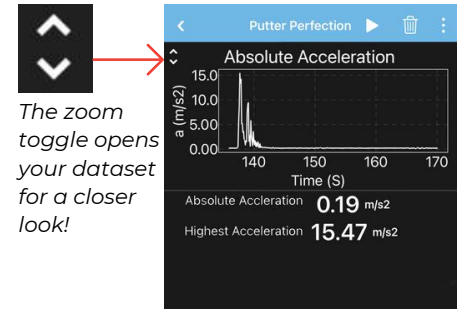 Putter Perfection
Absolute Acceleration
The zoom
toggle opens
your dataset
for a closer
look!
15.0
10.0
5.00
0.00
a (m/s2)
140 150 160 170
Time (S)
Absolute Accleration 0.19 m/s2
Highest Acceleration 15.47 m/s2